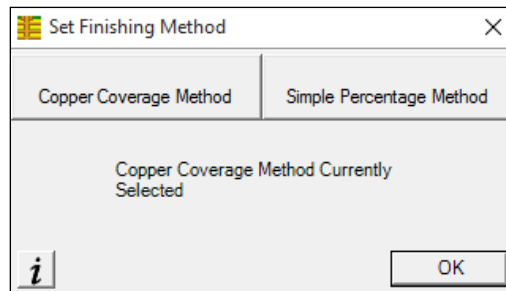 Set Finishing Method
Copper Coverage Method
Simple Percentage Method
Copper Coverage Method Currently
Selected
i
OK